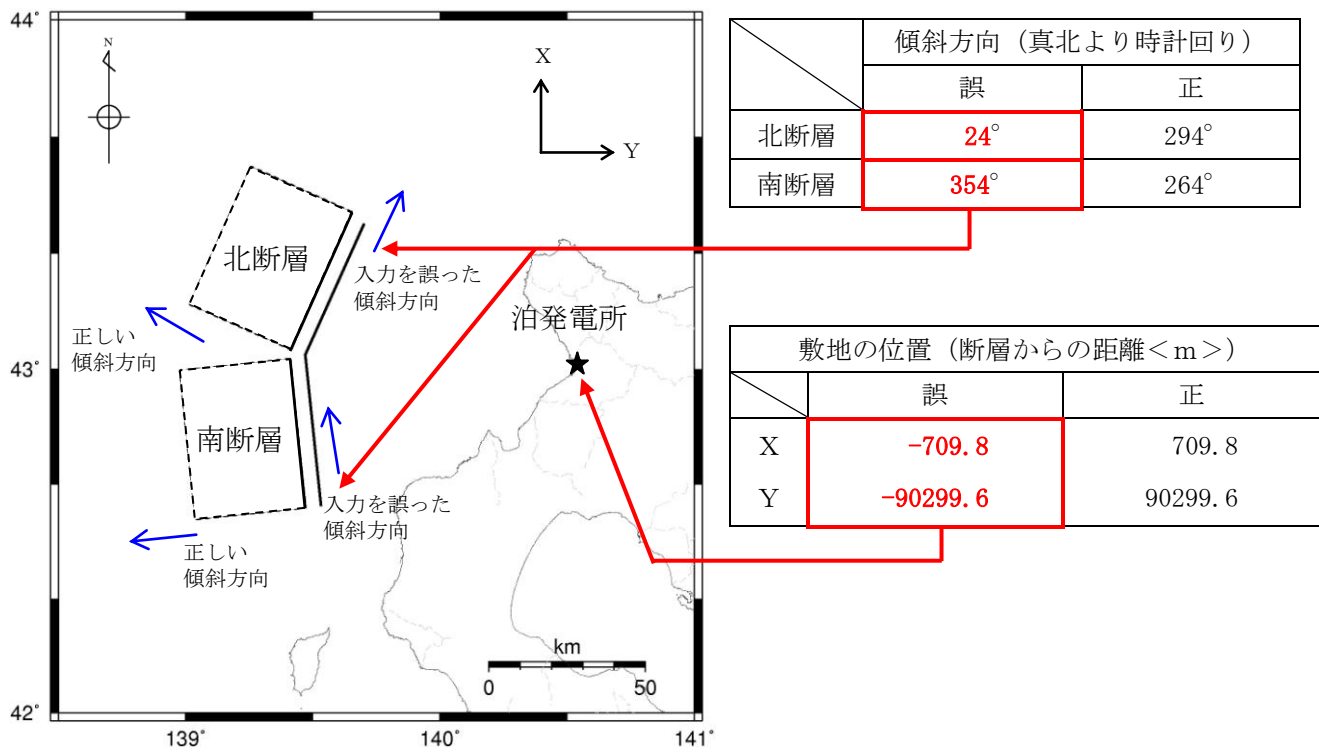 44°
N
X
Y
北断層
入力を誤った
傾斜方向
正しい
傾斜方向
泊発電所
43°
南断層
入力を誤った
傾斜方向
正しい
傾斜方向
km
0 50
42°
139° 140° 141°
傾斜方向（真北より時計回り）
誤 正
北断層 24° 294°
南断層 354° 264°
敷地の位置（断層からの距離＜ｍ＞）
誤 正
X -709.8 709.8
Y -90299.6 90299.6